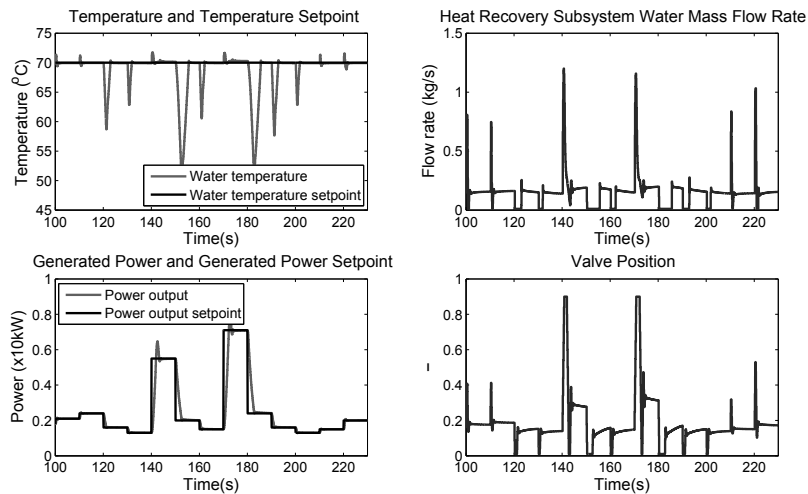 Temperature and Temperature Setpoint
75
70
65
60
55
50
45
Temperature (°C)
Water temperature
Water temperature setpoint
100 120 140 160 180 200 220
Time(s)
Heat Recovery Subsystem Water Mass Flow Rate
1.5
1
0.5
0
Flow rate (kg/s)
100 120 140 160 180 200 220
Time(s)
Generated Power and Generated Power Setpoint
1
0.8
0.6
0.4
0.2
0
Power (x10kW)
Power output
Power output setpoint
100 120 140 160 180 200 220
Time(s)
Valve Position
1
0.8
0.6
0.4
0.2
0
–
100 120 140 160 180 200 220
Time(s)